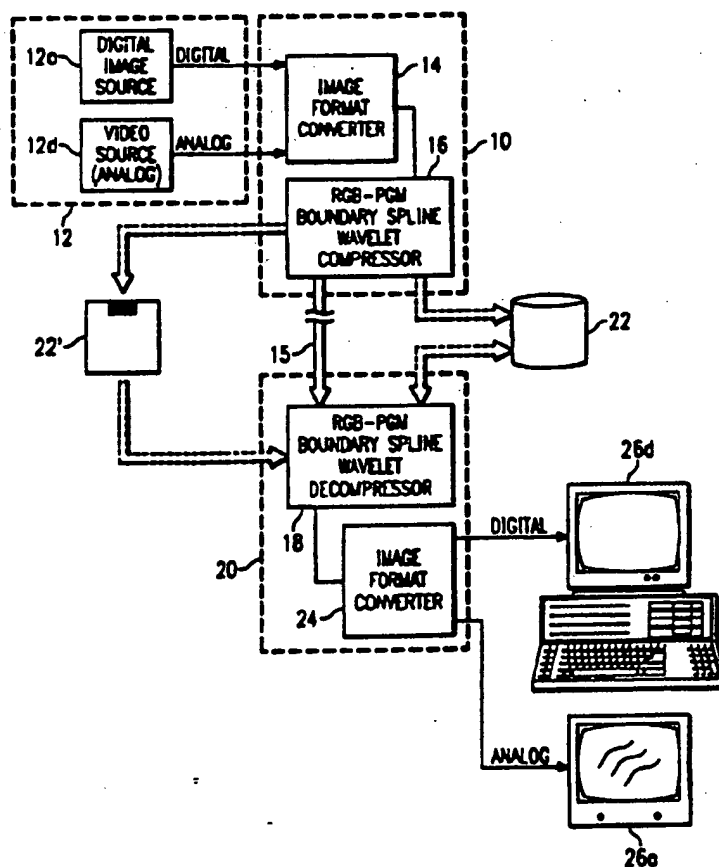 12a
DIGITAL
IMAGE
SOURCE
DIGITAL
12d
VIDEO
SOURCE
(ANALOG)
ANALOG
12
IMAGE
FORMAT
CONVERTER
14
16
10
RGB-PGM
BOUNDARY SPLINE
WAVELET
COMPRESSOR
22'
15
22
RGB-PGM
BOUNDARY SPLINE
WAVELET
DECOMPRESSOR
18
20
IMAGE
FORMAT
CONVERTER
24
DIGITAL
26d
ANALOG
26a